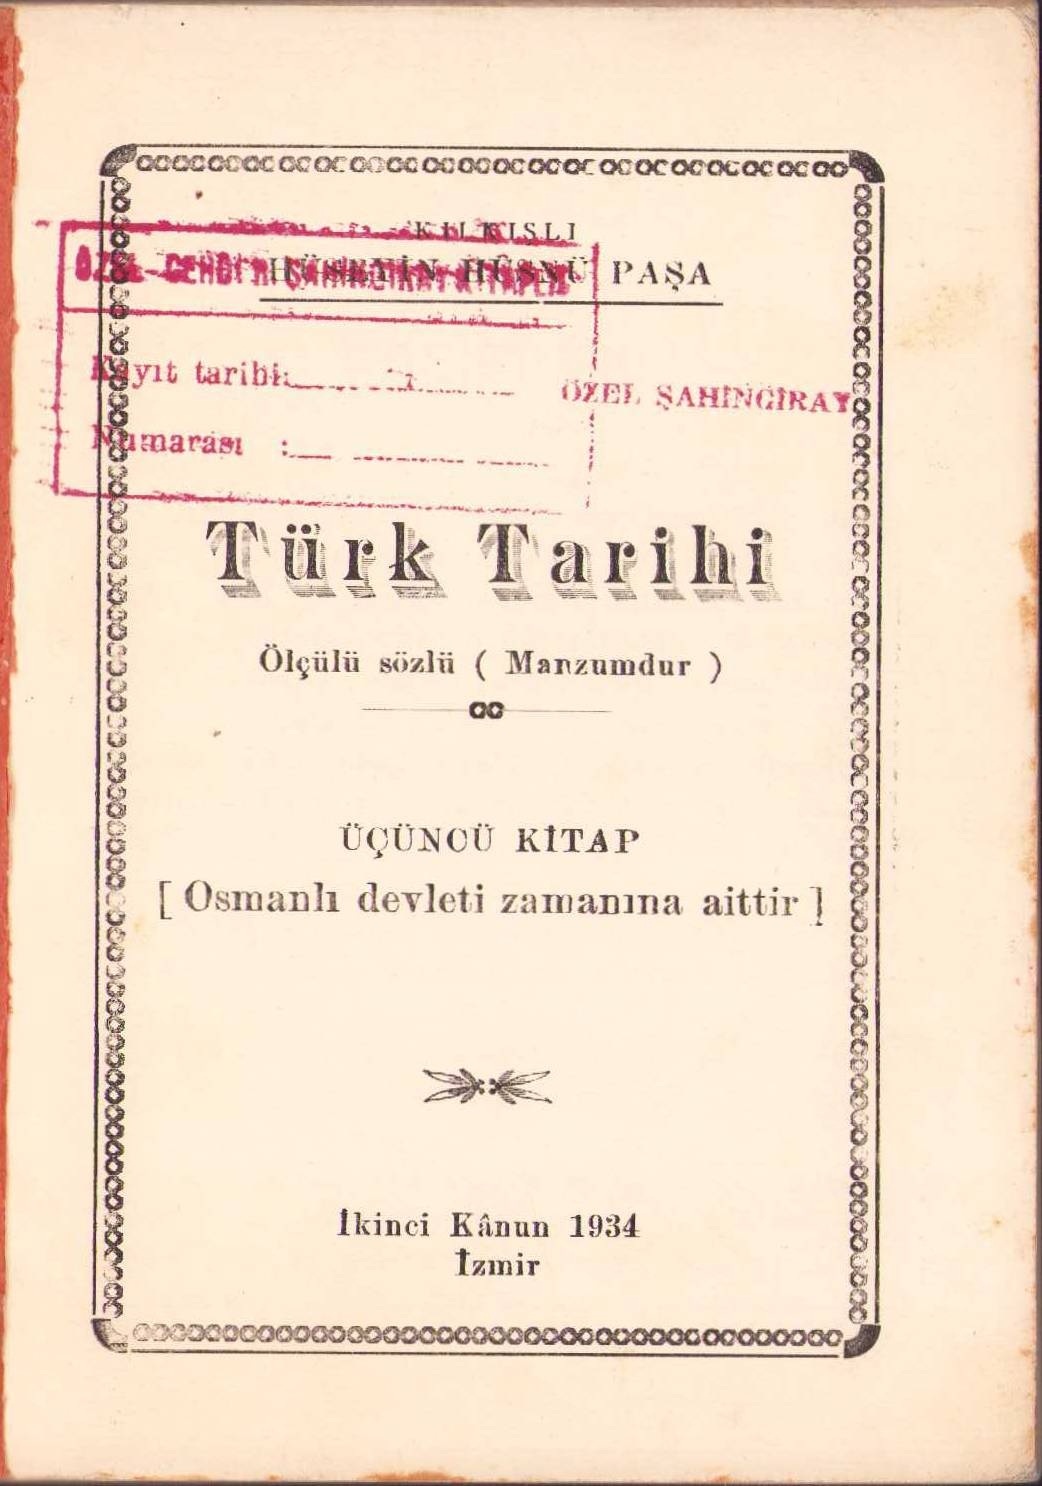 KILKIŞLI
HÜSEYİN HÜSNÜ PAŞA
Kayıt tarihi:
ÖZEL ŞAHİNGİRAY
Numarası :
Türk Tarihi
Ölçülü sözlü ( Manzumdur )
ÜÇÜNCÜ KİTAP
[ Osmanlı devleti zamanına aittir ]
İkinci Kânun 1934
İzmir